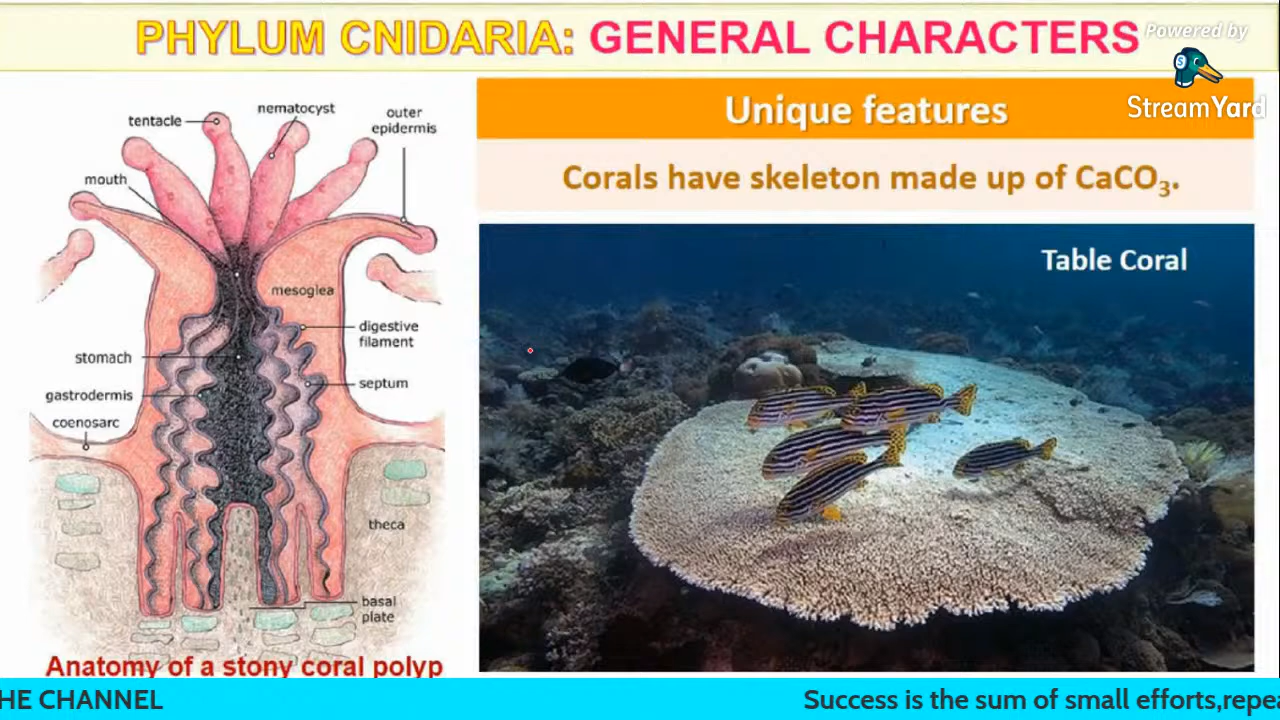 PHYLUM CNIDARIA: GENERAL CHARACTERS
Powered by
StreamYard
Unique features
Corals have skeleton made up of CaCO₃.
Table Coral
tentacle
nematocyst
outer
epidermis
mouth
mesoglea
digestive
filament
stomach
septum
gastrodermis
coenosarc
theca
basal
plate
Anatomy of a stony coral polyp
HE CHANNEL
Success is the sum of small efforts,repea